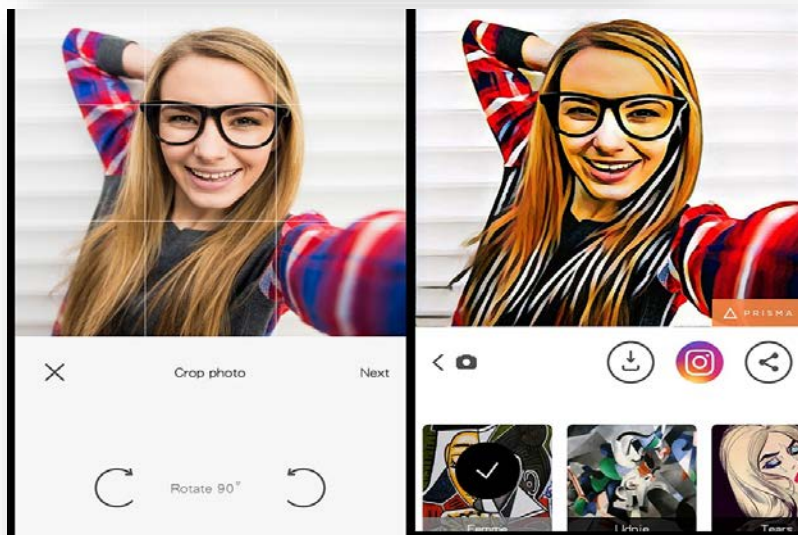 Crop photo
Next
Rotate 90°
PRISMA
Femme
Udnie
Tears